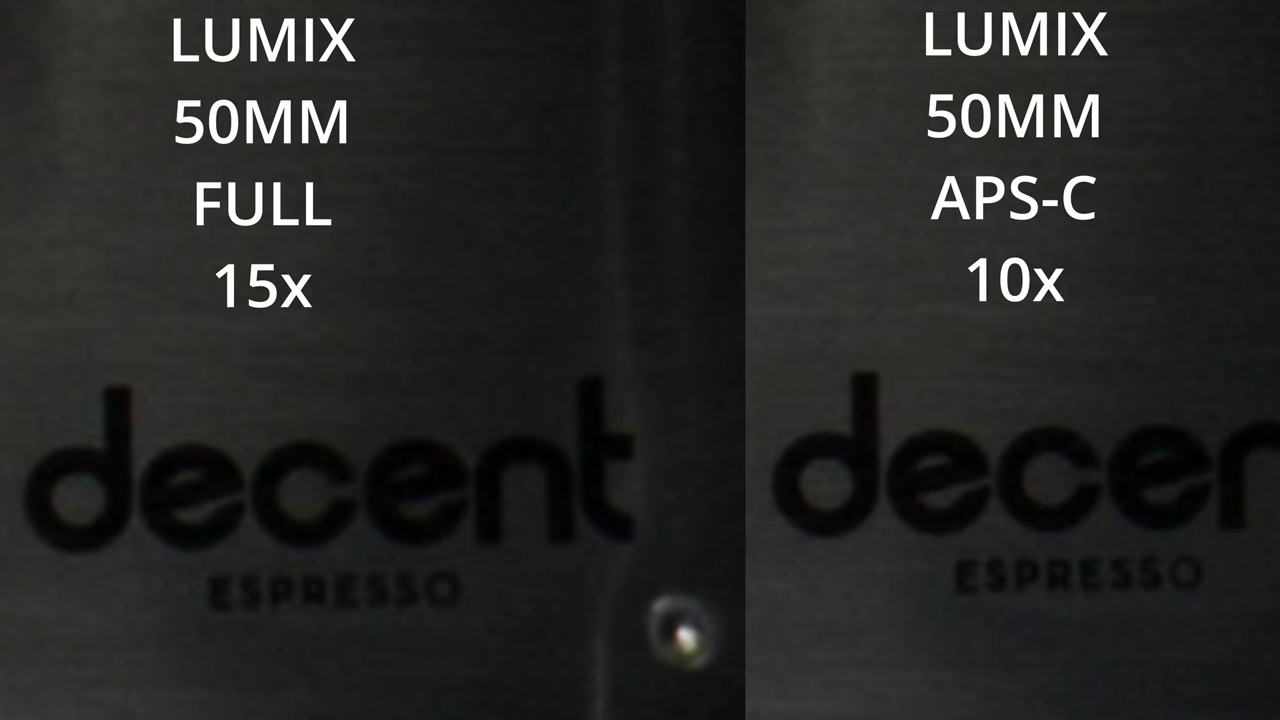 LUMIX
50MM
FULL
15x
decent
ESPRESSO
LUMIX
50MM
APS-C
10x
decen
ESPRESSO